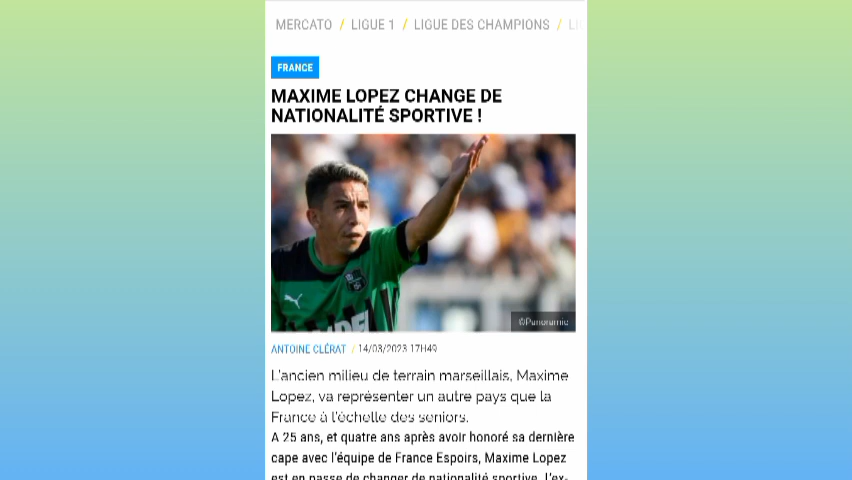 MERCATO / LIGUE 1 / LIGUE DES CHAMPIONS /
FRANCE
MAXIME LOPEZ CHANGE DE
NATIONALITÉ SPORTIVE !
©Panoramic
ANTOINE CLÉRAT / 14/03/2023 17H49
L'ancien milieu de terrain marseillais, Maxime
Lopez, va représenter un autre pays que la
France à l'échelle des seniors.
A 25 ans, et quatre ans après avoir honoré sa dernière
cape avec l'équipe de France Espoirs, Maxime Lopez
est en passe de changer de nationalité sportive. L'ex-